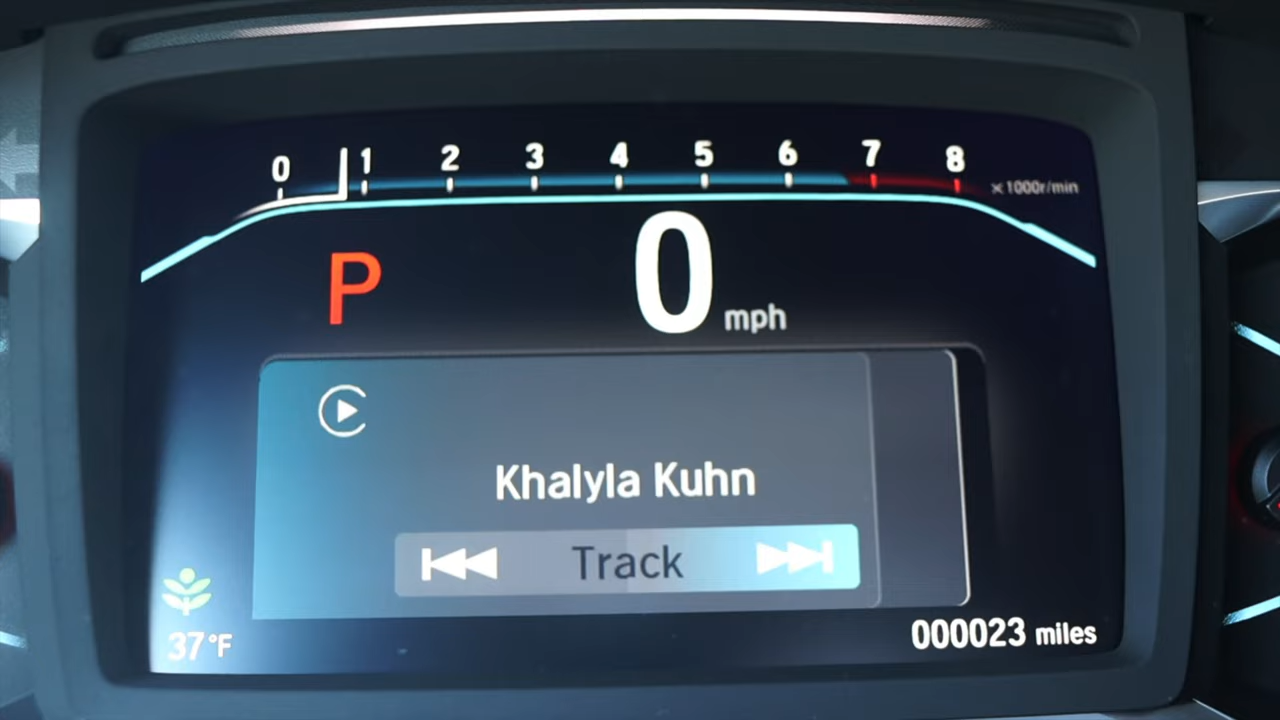 0 1 2 3 4 5 6 7 8
×1000r/min
P
0 mph
Khalyla Kuhn
Track
37°F
000023 miles